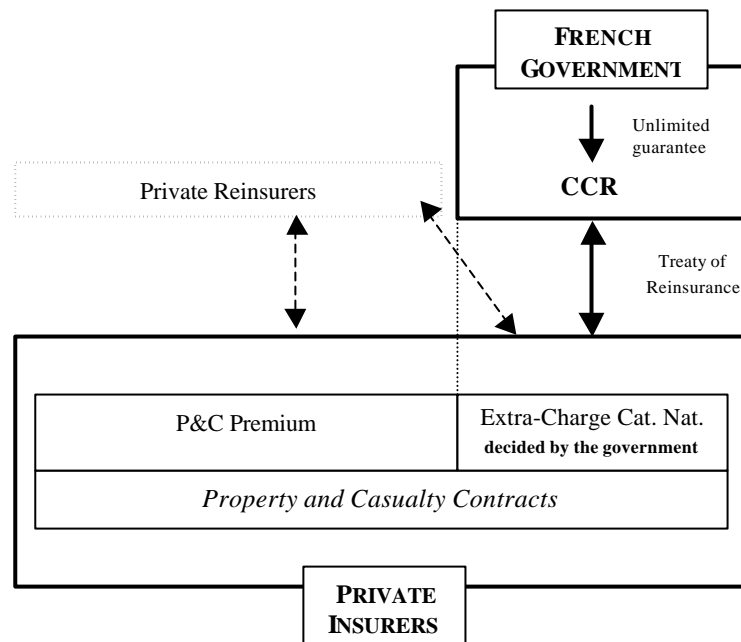 FRENCH
GOVERNMENT
Unlimited
guarantee
CCR
Private Reinsurers
Treaty of
Reinsurance
P&C Premium
Extra-Charge Cat. Nat.
decided by the government
Property and Casualty Contracts
PRIVATE
INSURERS